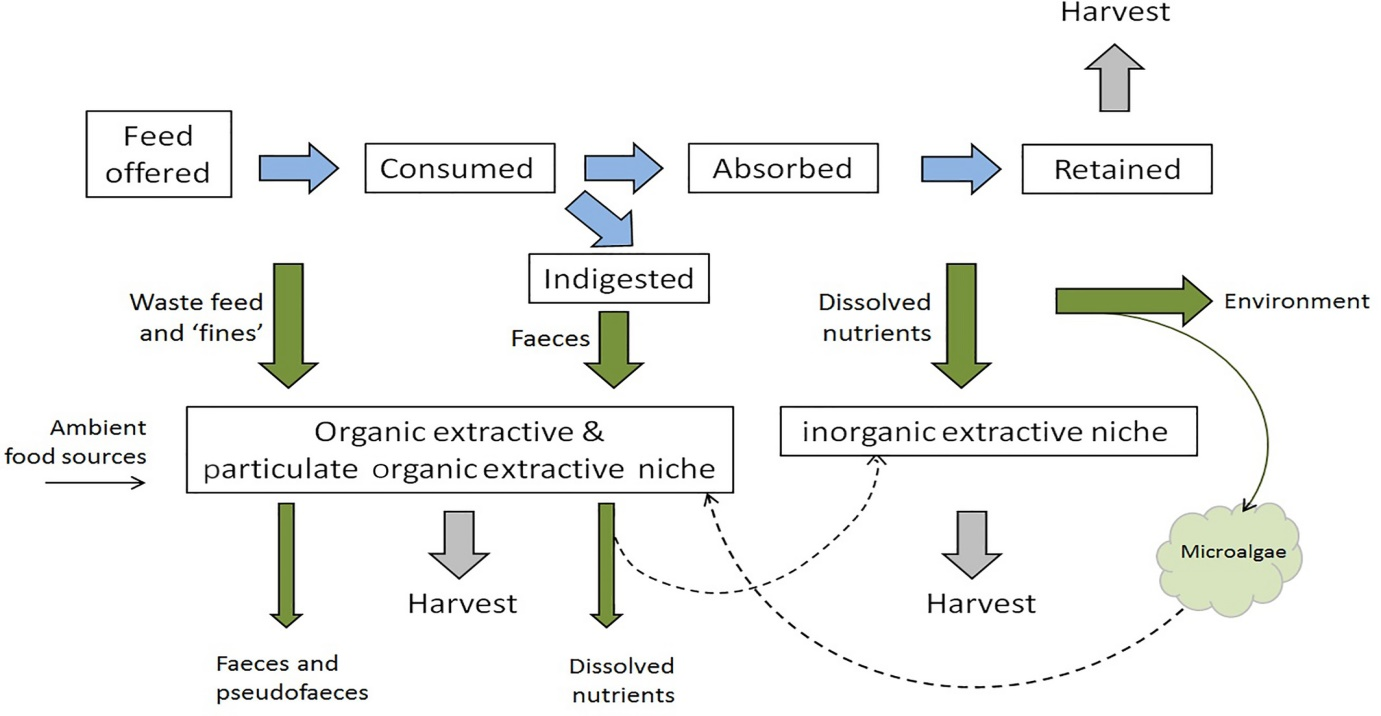 Harvest
Feed
offered
Consumed
Absorbed
Retained
Indigested
Waste feed
and ‘fines’
Faeces
Dissolved
nutrients
Environment
Ambient
food sources
Organic extractive &
particulate organic extractive niche
inorganic extractive niche
Microalgae
Harvest
Harvest
Faeces and
pseudofaeces
Dissolved
nutrients